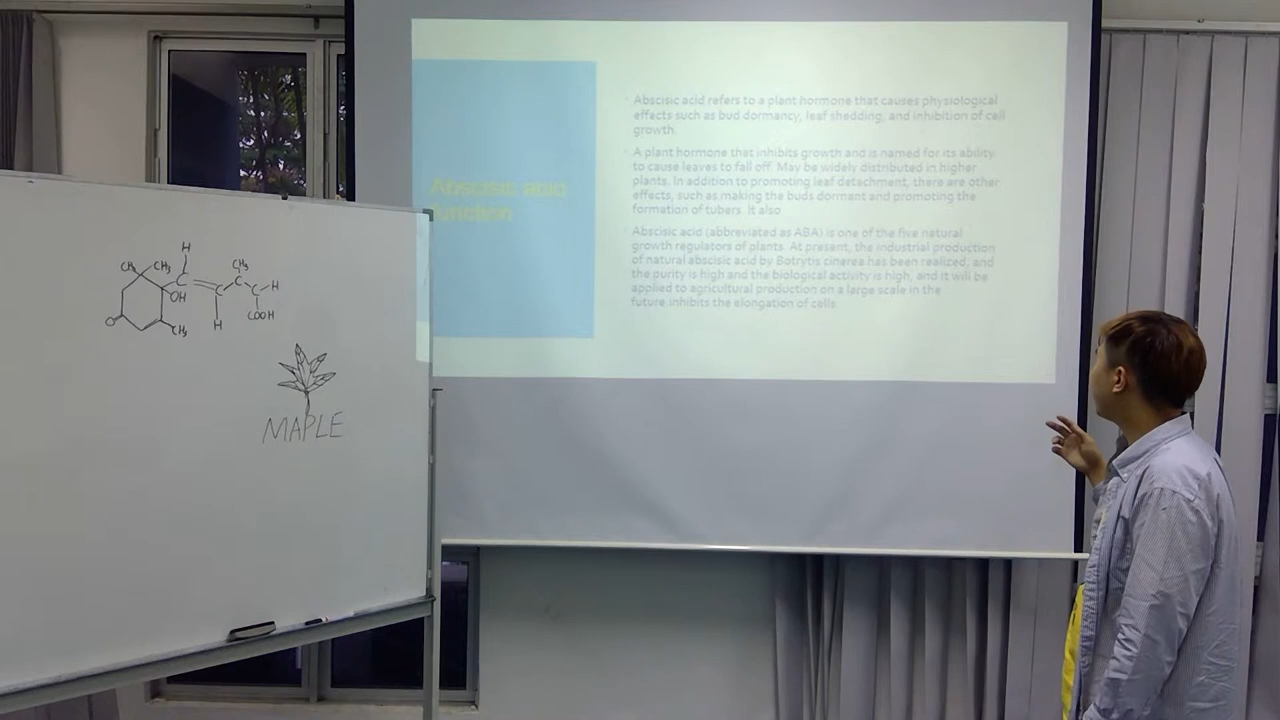 Abscisic acid
function
Abscisic acid refers to a plant hormone that causes physiological
effects such as bud dormancy, leaf shedding, and inhibition of cell
growth.
A plant hormone that inhibits growth and is named for its ability
to cause leaves to fall off. May be widely distributed in higher
plants. In addition to promoting leaf detachment, there are other
effects, such as making the buds dormant and promoting the
formation of tubers. It also
Abscisic acid (abbreviated as ABA) is one of the five natural
growth regulators of plants. At present, the industrial production
of natural abscisic acid by Botrytis cinerea has been realized, and
the purity is high and the biological activity is high, and it will be
applied to agricultural production on a large scale in the
future inhibits the elongation of cells.
H
CH3 CH3 C CH3
C C H
OH C
O H COOH
CH3
MAPLE